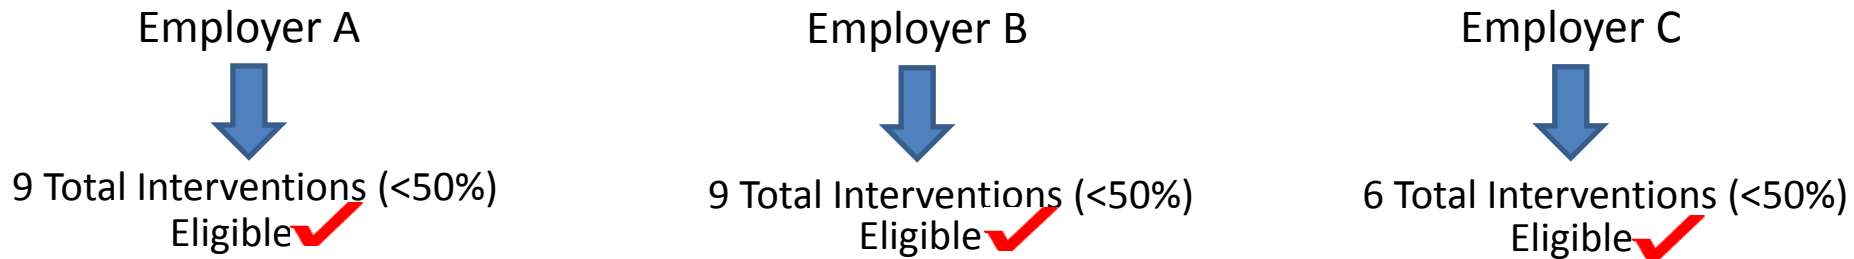 Employer A
9 Total Interventions (<50%)
Eligible
Employer B
9 Total Interventions (<50%)
Eligible
Employer C
6 Total Interventions (<50%)
Eligible